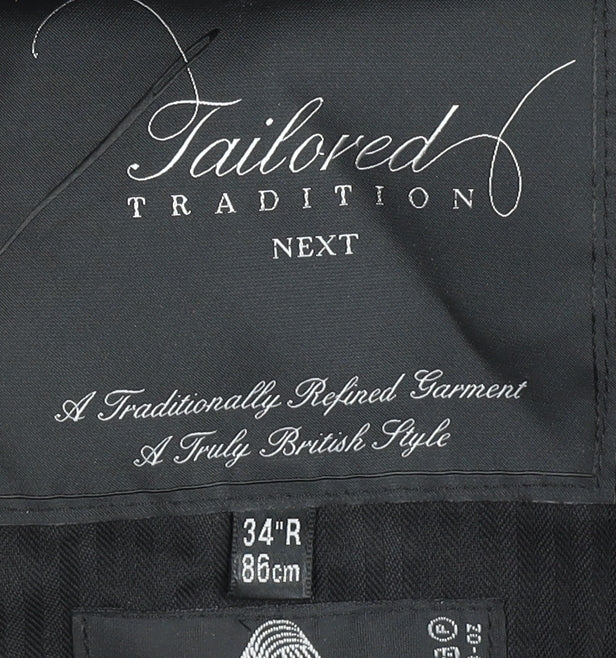 Tailored
TRADITION
NEXT
A Traditionally Refined Garment
A Truly British Style
34"R
86cm